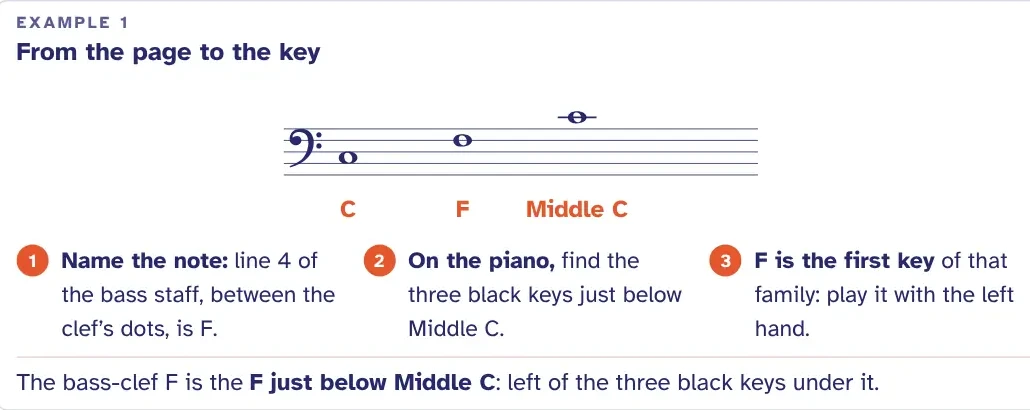 EXAMPLE 1
From the page to the key
C F Middle C
1 Name the note: line 4 of
the bass staff, between the
clef’s dots, is F.
2 On the piano, find the
three black keys just below
Middle C.
3 F is the first key of that
family: play it with the left
hand.
The bass-clef F is the F just below Middle C: left of the three black keys under it.